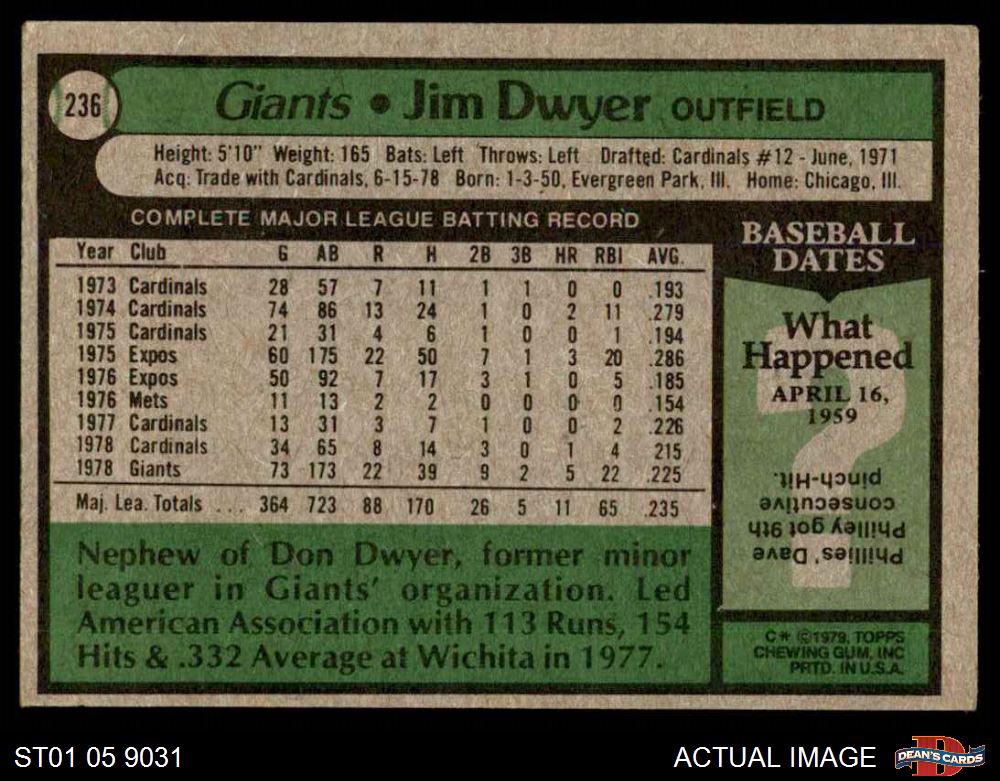 236
Giants • Jim Dwyer OUTFIELD
Height: 5'10" Weight: 165 Bats: Left Throws: Left Drafted: Cardinals #12 - June, 1971
Acq: Trade with Cardinals, 6-15-78 Born: 1-3-50, Evergreen Park, Ill. Home: Chicago, Ill.
COMPLETE MAJOR LEAGUE BATTING RECORD
Year Club G AB R H 2B 3B HR RBI AVG.
1973 Cardinals 28 57 7 11 1 1 0 0 .193
1974 Cardinals 74 86 13 24 1 0 2 11 .279
1975 Cardinals 21 31 4 6 1 0 0 1 .194
1975 Expos 60 175 22 50 7 1 3 20 .286
1976 Expos 50 92 7 17 3 1 0 5 .185
1976 Mets 11 13 2 2 0 0 0 0 .154
1977 Cardinals 13 31 3 7 1 0 0 2 .226
1978 Cardinals 34 65 8 14 3 0 1 4 215
1978 Giants 73 173 22 39 9 2 5 22 .225
Maj. Lea. Totals ... 364 723 88 170 26 5 11 65 .235
Nephew of Don Dwyer, former minor
leaguer in Giants' organization. Led
American Association with 113 Runs, 154
Hits & .332 Average at Wichita in 1977.
BASEBALL
DATES
What
Happened
APRIL 16,
1959
?
Phillies' Dave
Philley got 9th
consecutive
pinch-Hit.
C* ©1979, TOPPS
CHEWING GUM, INC
PRTD. IN U.S.A.
ST01 05 9031
ACTUAL IMAGE
D
DEAN'S CARDS